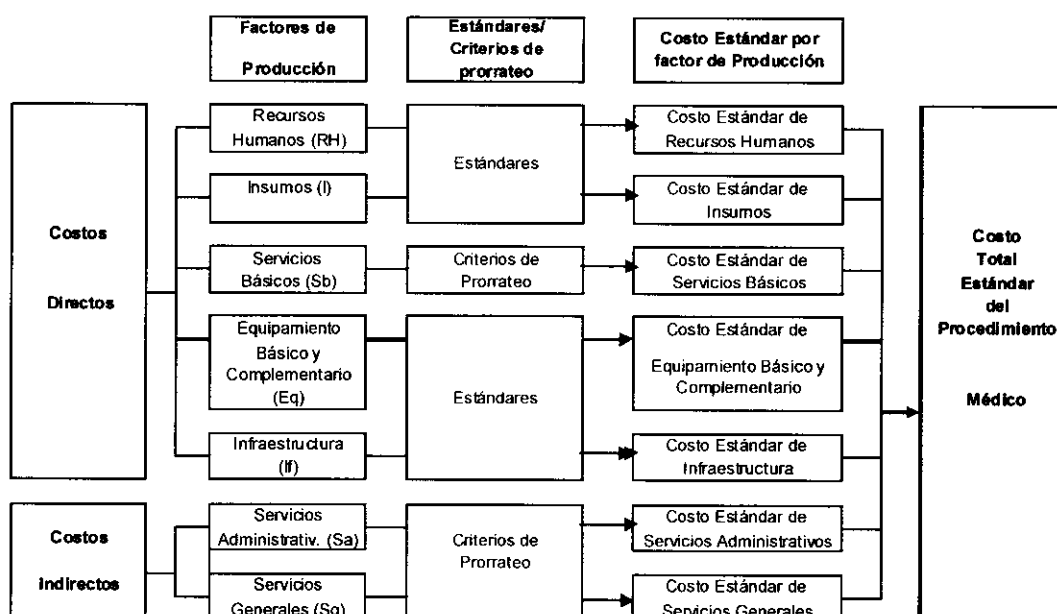 Factores de
Producción
Estándares/
Criterios de
prorrateo
Costo Estándar por
factor de Producción
Costos
Directos
Recursos
Humanos (RH)
Insumos (I)
Servicios
Básicos (Sb)
Equipamiento
Básico y
Complementario
(Eq)
Infraestructura
(If)
Estándares
Criterios de
Prorrateo
Estándares
Costo Estándar de
Recursos Humanos
Costo Estándar de
Insumos
Costo Estándar de
Servicios Básicos
Costo Estándar de
Equipamiento Básico y
Complementario
Costo Estándar de
Infraestructura
Costos
Indirectos
Servicios
Administrativ. (Sa)
Servicios
Generales (Sg)
Criterios de
Prorrateo
Costo Estándar de
Servicios Administrativos
Costo Estándar de
Servicios Generales
Costo
Total
Estándar
del
Procedimiento
Médico